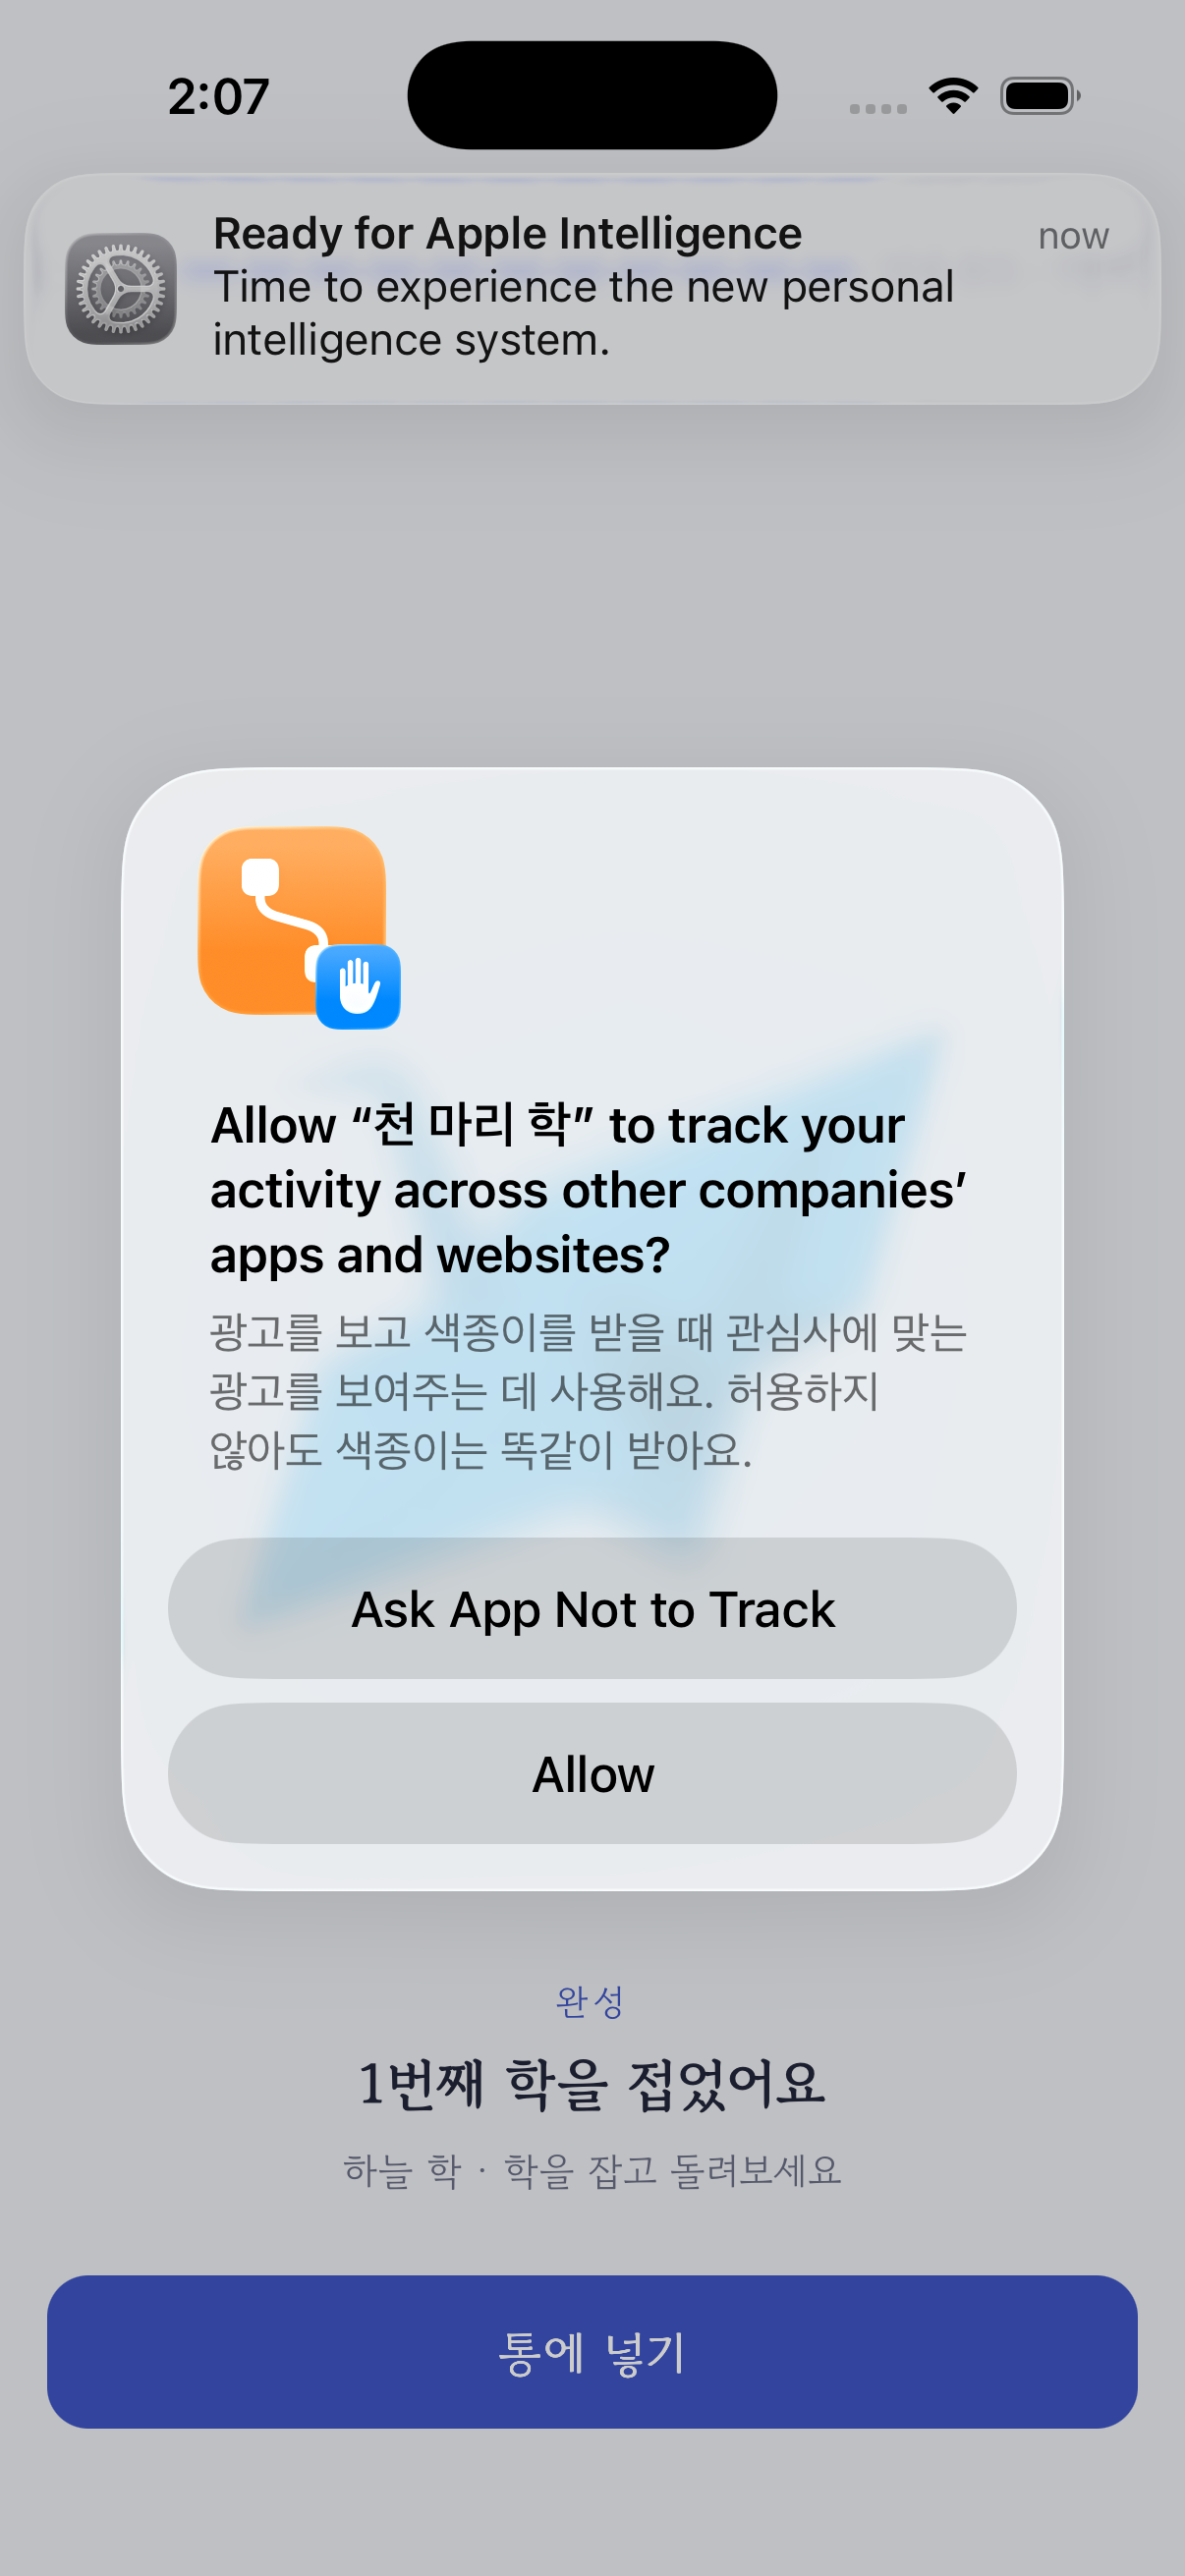 2:07
Ready for Apple Intelligence
now
Time to experience the new personal
intelligence system.
Allow “천 마리 학” to track your
activity across other companies’
apps and websites?
광고를 보고 색종이를 받을 때 관심사에 맞는
광고를 보여주는 데 사용해요. 허용하지
않아도 색종이는 똑같이 받아요.
Ask App Not to Track
Allow
완성
1번째 학을 접었어요
하늘 학 · 학을 잡고 돌려보세요
통에 넣기